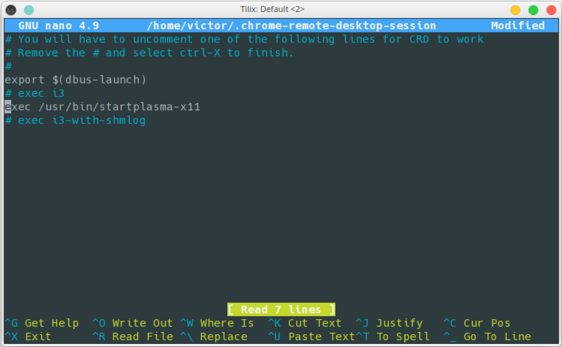 Tilix: Default <2>
GNU nano 4.9 /home/victor/.chrome-remote-desktop-session Modified
# You will have to uncomment one of the following lines for CRD to work
# Remove the # and select ctrl-X to finish.
#
export $(dbus-launch)
# exec i3
exec /usr/bin/startplasma-x11
# exec i3-with-shmlog
[ Read 7 lines ]
^G Get Help ^O Write Out ^W Where Is ^K Cut Text ^J Justify ^C Cur Pos
^X Exit ^R Read File ^\ Replace ^U Paste Text ^T To Spell ^_ Go To Line